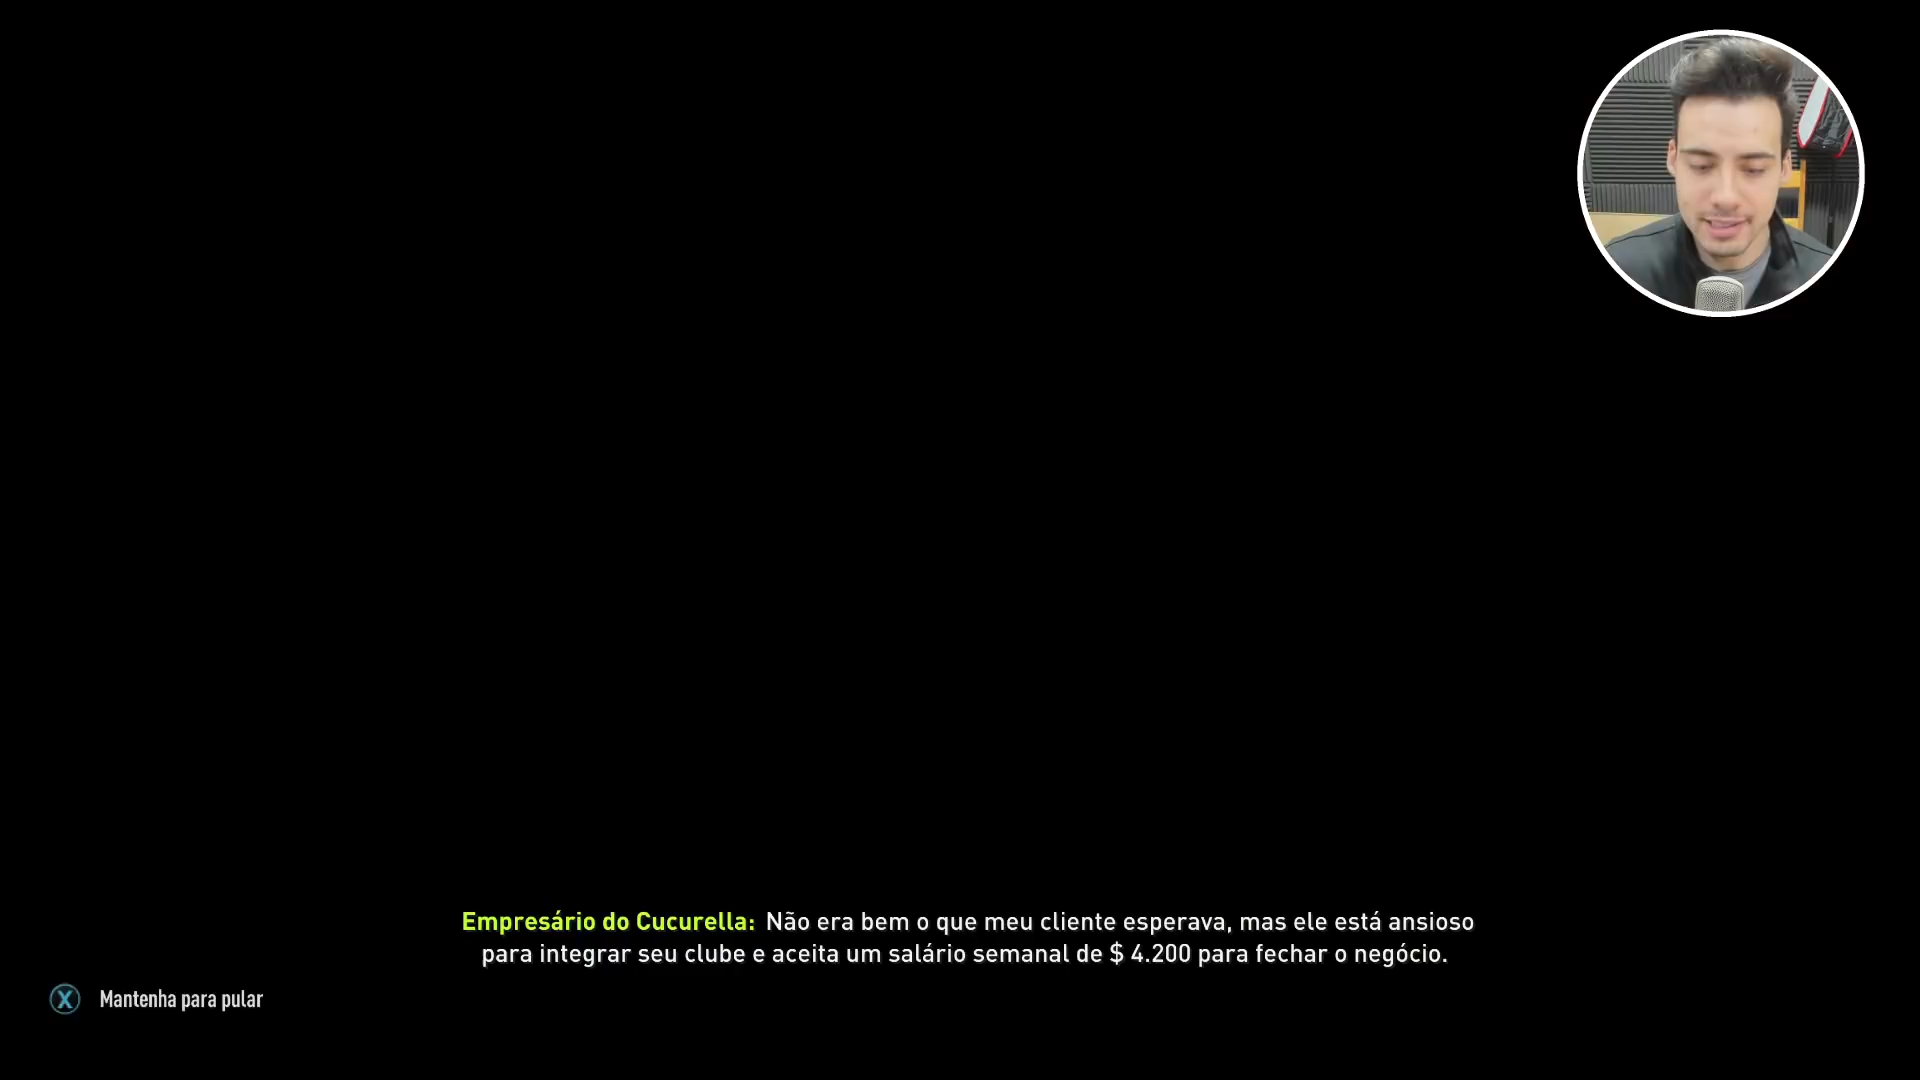 Empresário do Cucurella: Não era bem o que meu cliente esperava, mas ele está ansioso
para integrar seu clube e aceita um salário semanal de $ 4.200 para fechar o negócio.
X Mantenha para pular